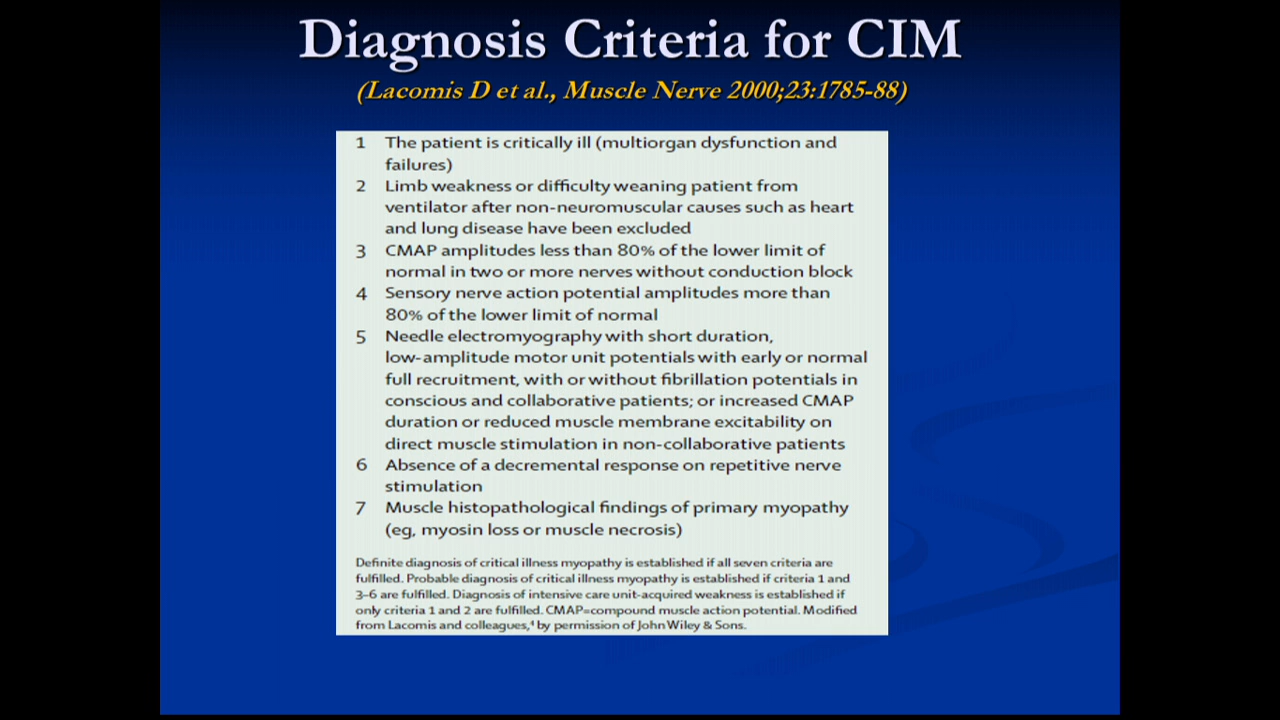 Diagnosis Criteria for CIM
(Lacomis D et al., Muscle Nerve 2000;23:1785-88)
1 The patient is critically ill (multiorgan dysfunction and
failures)
2 Limb weakness or difficulty weaning patient from
ventilator after non-neuromuscular causes such as heart
and lung disease have been excluded
3 CMAP amplitudes less than 80% of the lower limit of
normal in two or more nerves without conduction block
4 Sensory nerve action potential amplitudes more than
80% of the lower limit of normal
5 Needle electromyography with short duration,
low-amplitude motor unit potentials with early or normal
full recruitment, with or without fibrillation potentials in
conscious and collaborative patients; or increased CMAP
duration or reduced muscle membrane excitability on
direct muscle stimulation in non-collaborative patients
6 Absence of a decremental response on repetitive nerve
stimulation
7 Muscle histopathological findings of primary myopathy
(eg, myosin loss or muscle necrosis)
Definite diagnosis of critical illness myopathy is established if all seven criteria are
fulfilled. Probable diagnosis of critical illness myopathy is established if criteria 1 and
3–6 are fulfilled. Diagnosis of intensive care unit-acquired weakness is established if
only criteria 1 and 2 are fulfilled. CMAP=compound muscle action potential. Modified
from Lacomis and colleagues,⁴ by permission of John Wiley & Sons.